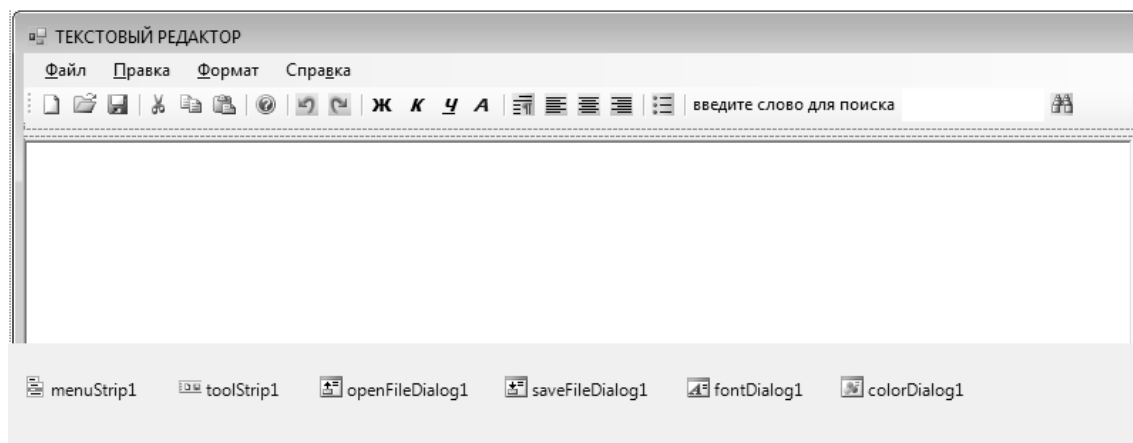 ТЕКСТОВЫЙ РЕДАКТОР
Файл Правка Формат Справка
Ж К Ч А введите слово для поиска
menuStrip1 toolStrip1 openFileDialog1 saveFileDialog1 fontDialog1 colorDialog1